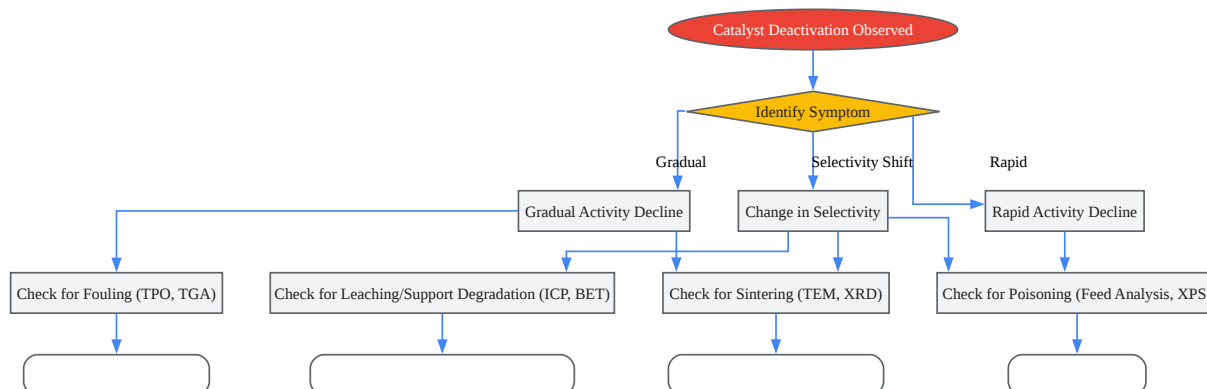 Catalyst Deactivation Observed
Identify Symptom
Gradual
Selectivity Shift
Rapid
Gradual Activity Decline
Change in Selectivity
Rapid Activity Decline
Check for Fouling (TPO, TGA)
Check for Leaching/Support Degradation (ICP, BET)
Check for Sintering (TEM, XRD)
Check for Poisoning (Feed Analysis, XPS